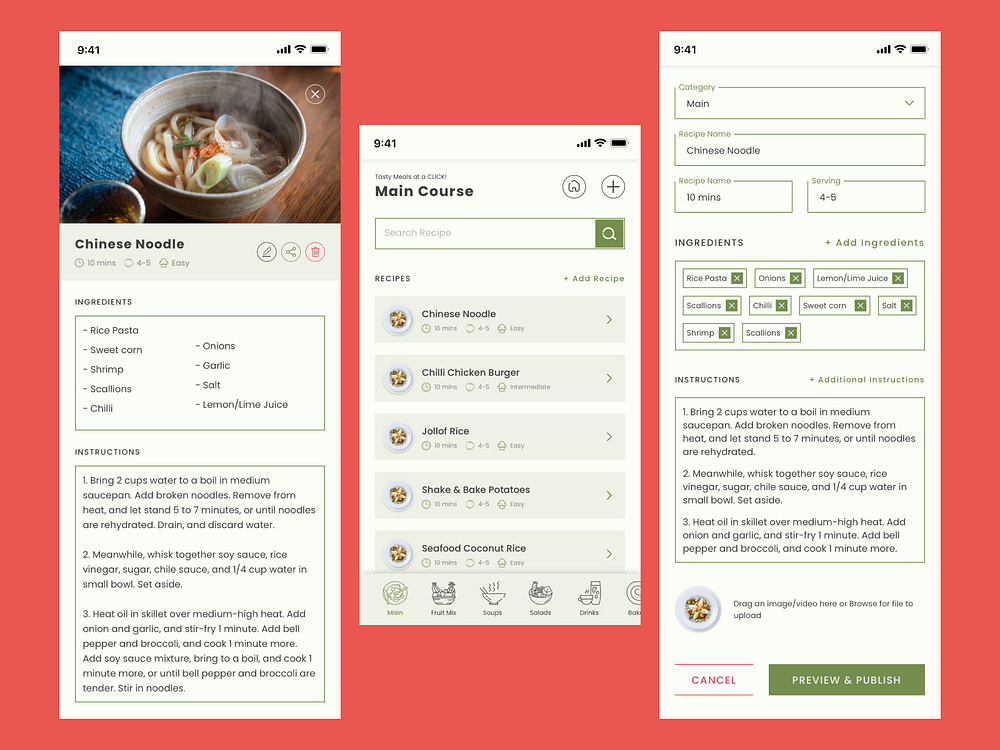 9:41
Chinese Noodle
10 mins 4-5 Easy
INGREDIENTS
- Rice Pasta
- Sweet corn
- Shrimp
- Scallions
- Chilli
- Onions
- Garlic
- Salt
- Lemon/Lime Juice
INSTRUCTIONS
1. Bring 2 cups water to a boil in medium
saucepan. Add broken noodles. Remove from
heat, and let stand 5 to 7 minutes, or until noodles
are rehydrated. Drain, and discard water.
2. Meanwhile, whisk together soy sauce, rice
vinegar, sugar, chile sauce, and 1/4 cup water in
small bowl. Set aside.
3. Heat oil in skillet over medium-high heat. Add
onion and garlic, and stir-fry 1 minute. Add bell
pepper and broccoli, and cook 1 minute more.
Add soy sauce mixture, bring to a boil, and cook 1
minute more, or until bell pepper and broccoli are
tender. Stir in noodles.
9:41
Tasty Meals at a CLICK!
Main Course
Search Recipe
RECIPES + Add Recipe
Chinese Noodle
10 mins 4-5 Easy
Chilli Chicken Burger
10 mins 4-5 Intermediate
Jollof Rice
10 mins 4-5 Easy
Shake & Bake Potatoes
10 mins 4-5 Easy
Seafood Coconut Rice
10 mins 4-5 Easy
Main Fruit Mix Soups Salads Drinks Bak
9:41
Category
Main
Recipe Name
Chinese Noodle
Recipe Name Serving
10 mins 4-5
INGREDIENTS + Add Ingredients
Rice Pasta Onions Lemon/Lime Juice
Scallions Chilli Sweet corn Salt
Shrimp Scallions
INSTRUCTIONS + Additional Instructions
1. Bring 2 cups water to a boil in medium
saucepan. Add broken noodles. Remove from
heat, and let stand 5 to 7 minutes, or until noodles
are rehydrated.
2. Meanwhile, whisk together soy sauce, rice
vinegar, sugar, chile sauce, and 1/4 cup water in
small bowl. Set aside.
3. Heat oil in skillet over medium-high heat. Add
onion and garlic, and stir-fry 1 minute. Add bell
pepper and broccoli, and cook 1 minute more.
Drag an image/video here or Browse for file to
upload
CANCEL PREVIEW & PUBLISH